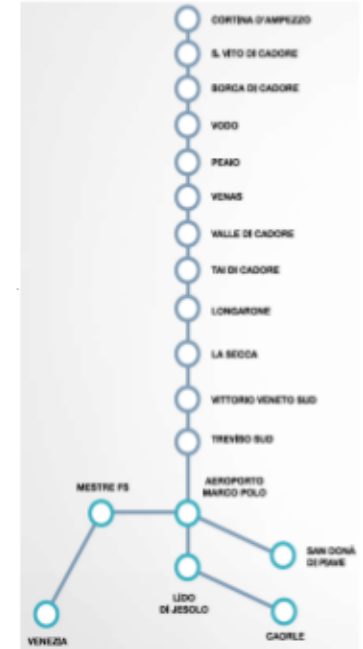 CORTINA D'AMPEZZO
S. VITO DI CADORE
BORCA DI CADORE
VODO
PEAIO
VENAS
VALLE DI CADORE
TAI DI CADORE
LONGARONE
LA SECCA
VITTORIO VENETO SUD
TREVISO SUD
MESTRE FS
AEROPORTO
MARCO POLO
SAN DONÀ
DI PIAVE
LIDO
DI JESOLO
VENEZIA
CAORLE